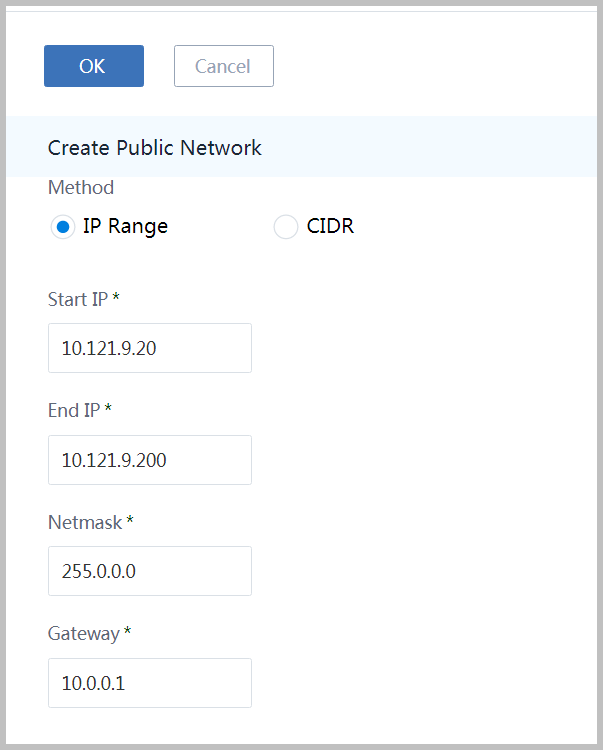 OK Cancel
Create Public Network
Method
IP Range CIDR
Start IP *
10.121.9.20
End IP *
10.121.9.200
Netmask *
255.0.0.0
Gateway *
10.0.0.1